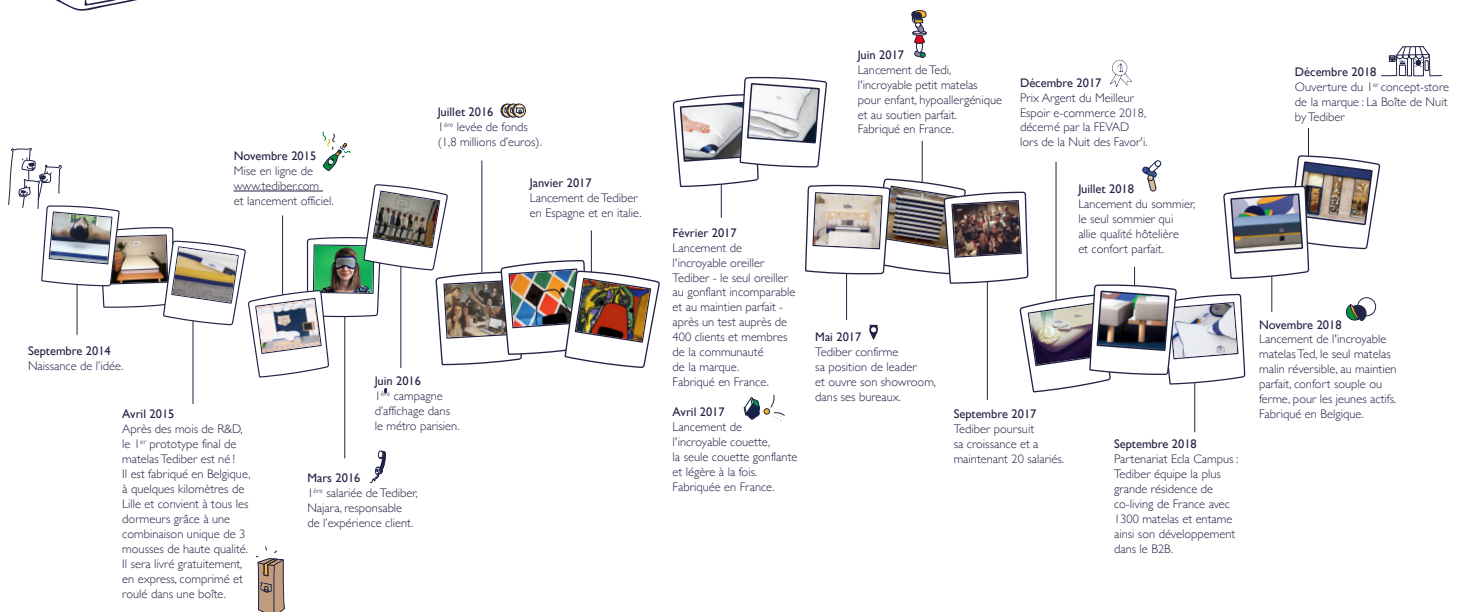 Septembre 2014
Naissance de l'idée.
Avril 2015
Après des mois de R&D,
le 1er prototype final de
matelas Tediber est né !
Il est fabriqué en Belgique,
à quelques kilomètres de
Lille et convient à tous les
dormeurs grâce à une
combinaison unique de 3
mousses de haute qualité.
Il sera livré gratuitement,
en express, comprimé et
roulé dans une boîte.
Novembre 2015
Mise en ligne de
www.tediber.com
et lancement officiel.
Mars 2016
1ère salariée de Tediber,
Najara, responsable
de l'expérience client.
Juin 2016
1ère campagne
d'affichage dans
le métro parisien.
Juillet 2016
1ère levée de fonds
(1,8 millions d'euros).
Janvier 2017
Lancement de Tediber
en Espagne et en italie.
Février 2017
Lancement de
l'incroyable oreiller
Tediber - le seul oreiller
au gonflant incomparable
et au maintien parfait -
après un test auprès de
400 clients et membres
de la communauté
de la marque.
Fabriqué en France.
Avril 2017
Lancement de
l'incroyable couette,
la seule couette gonflante
et légère à la fois.
Fabriquée en France.
Mai 2017
Tediber confirme
sa position de leader
et ouvre son showroom,
dans ses bureaux.
Juin 2017
Lancement de Tedi,
l'incroyable petit matelas
pour enfant, hypoallergénique
et au soutien parfait.
Fabriqué en France.
Septembre 2017
Tediber poursuit
sa croissance et a
maintenant 20 salariés.
Décembre 2017
Prix Argent du Meilleur
Espoir e-commerce 2018,
décerné par la FEVAD
lors de la Nuit des Favor'i.
Juillet 2018
Lancement du sommier,
le seul sommier qui
allie qualité hôtelière
et confort parfait.
Septembre 2018
Partenariat Ecla Campus :
Tediber équipe la plus
grande résidence de
co-living de France avec
1300 matelas et entame
ainsi son développement
dans le B2B.
Novembre 2018
Lancement de l'incroyable
matelas Ted, le seul matelas
malin réversible, au maintien
parfait, confort souple ou
ferme, pour les jeunes actifs.
Fabriqué en Belgique.
Décembre 2018
Ouverture du 1er concept-store
de la marque : La Boîte de Nuit
by Tediber